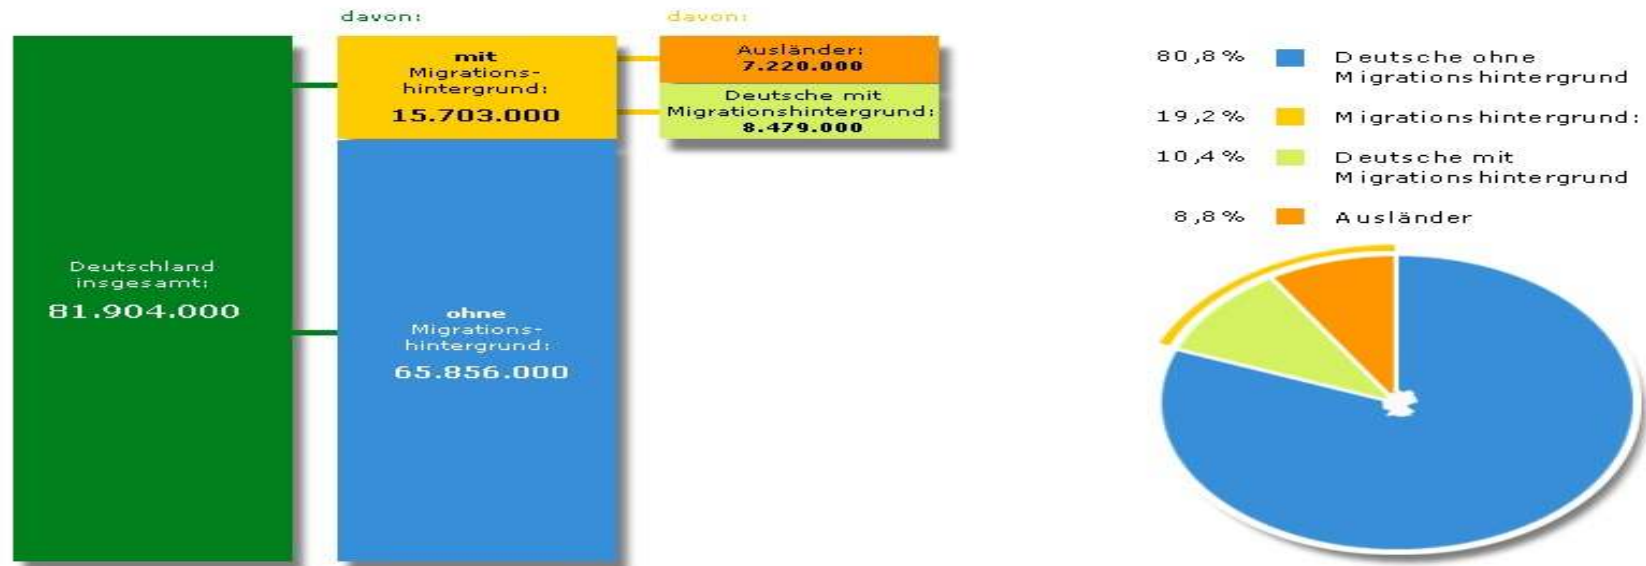 davon:
davon:
Deutschland
insgesamt:
81.904.000
mit
Migrations-
hintergrund:
15.703.000
ohne
Migrations-
hintergrund:
65.856.000
Ausländer:
7.220.000
Deutsche mit
Migrationshintergrund:
8.479.000
80,8% Deutsche ohne
Migrationshintergrund
19,2% Migrationshintergrund:
10,4% Deutsche mit
Migrationshintergrund
8,8% Ausländer